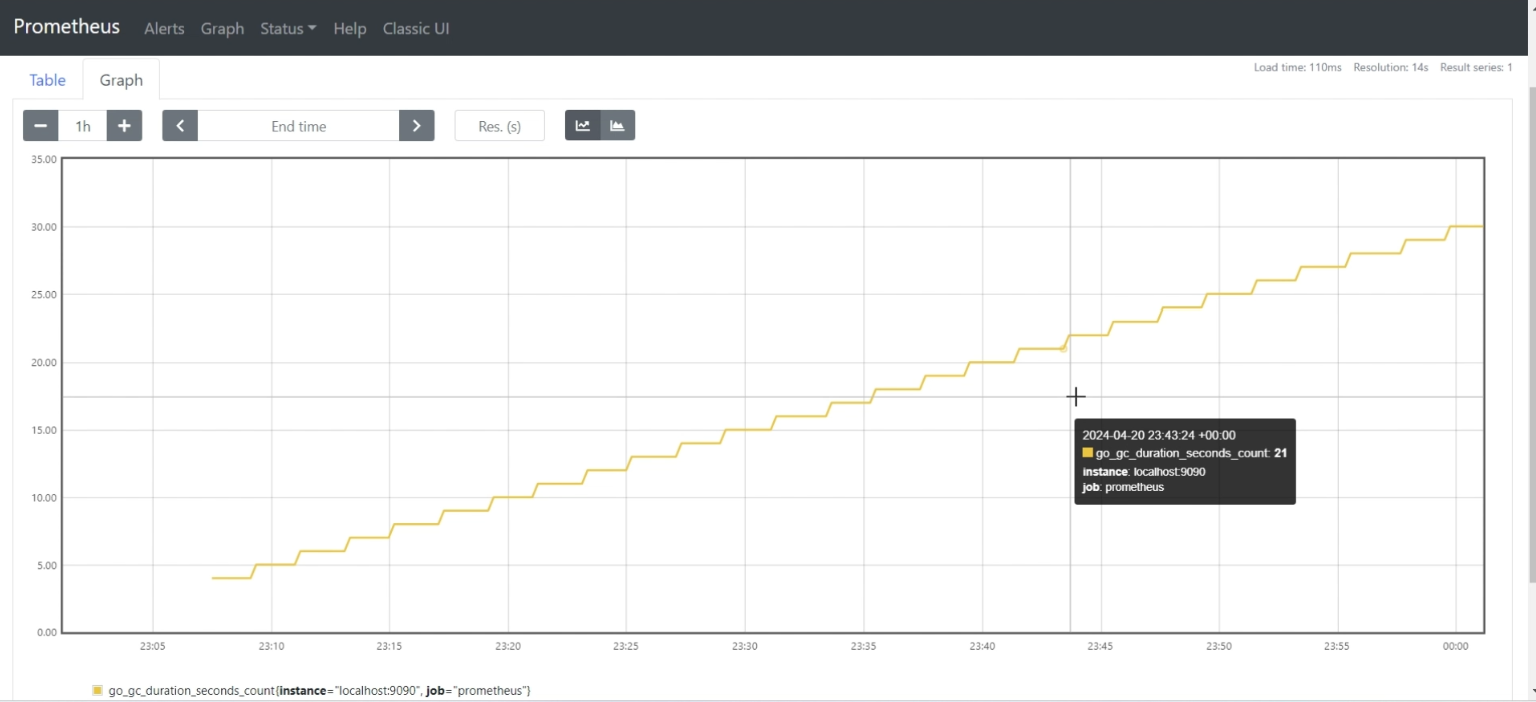 Prometheus Alerts Graph Status Help Classic UI
Load time: 110ms Resolution: 14s Result series: 1
Table Graph
1h End time Res. (s)
35.00
30.00
25.00
20.00
15.00
10.00
5.00
0.00
2024-04-20 23:43:24 +00:00
go_gc_duration_seconds_count: 21
instance: localhost:9090
job: prometheus
23:05 23:10 23:15 23:20 23:25 23:30 23:35 23:40 23:45 23:50 23:55 00:00
go_gc_duration_seconds_count{instance="localhost:9090", job="prometheus"}